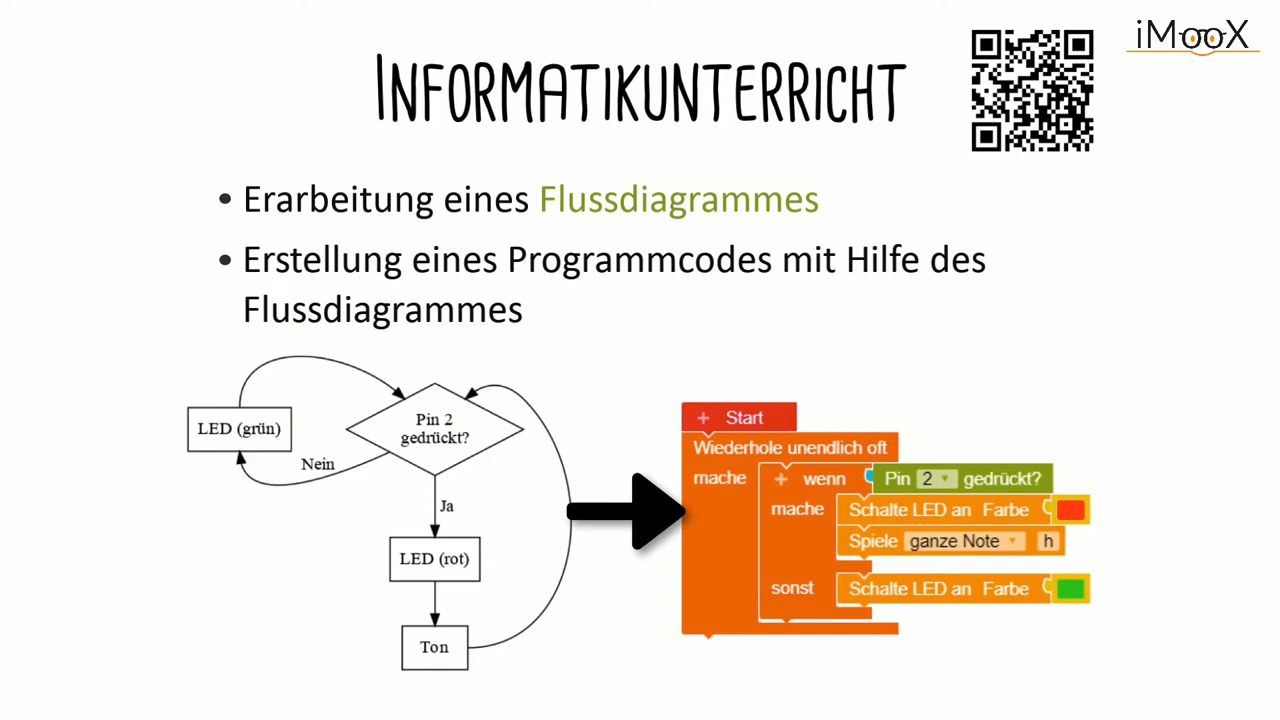 iMooX
INFORMATIKUNTERRICHT
• Erarbeitung eines Flussdiagrammes
• Erstellung eines Programmcodes mit Hilfe des
Flussdiagrammes
LED (grün)
Pin 2
gedrückt?
Nein
Ja
LED (rot)
Ton
+ Start
Wiederhole unendlich oft
mache + wenn Pin 2 gedrückt?
mache Schalte LED an Farbe
Spiele ganze Note h
sonst Schalte LED an Farbe